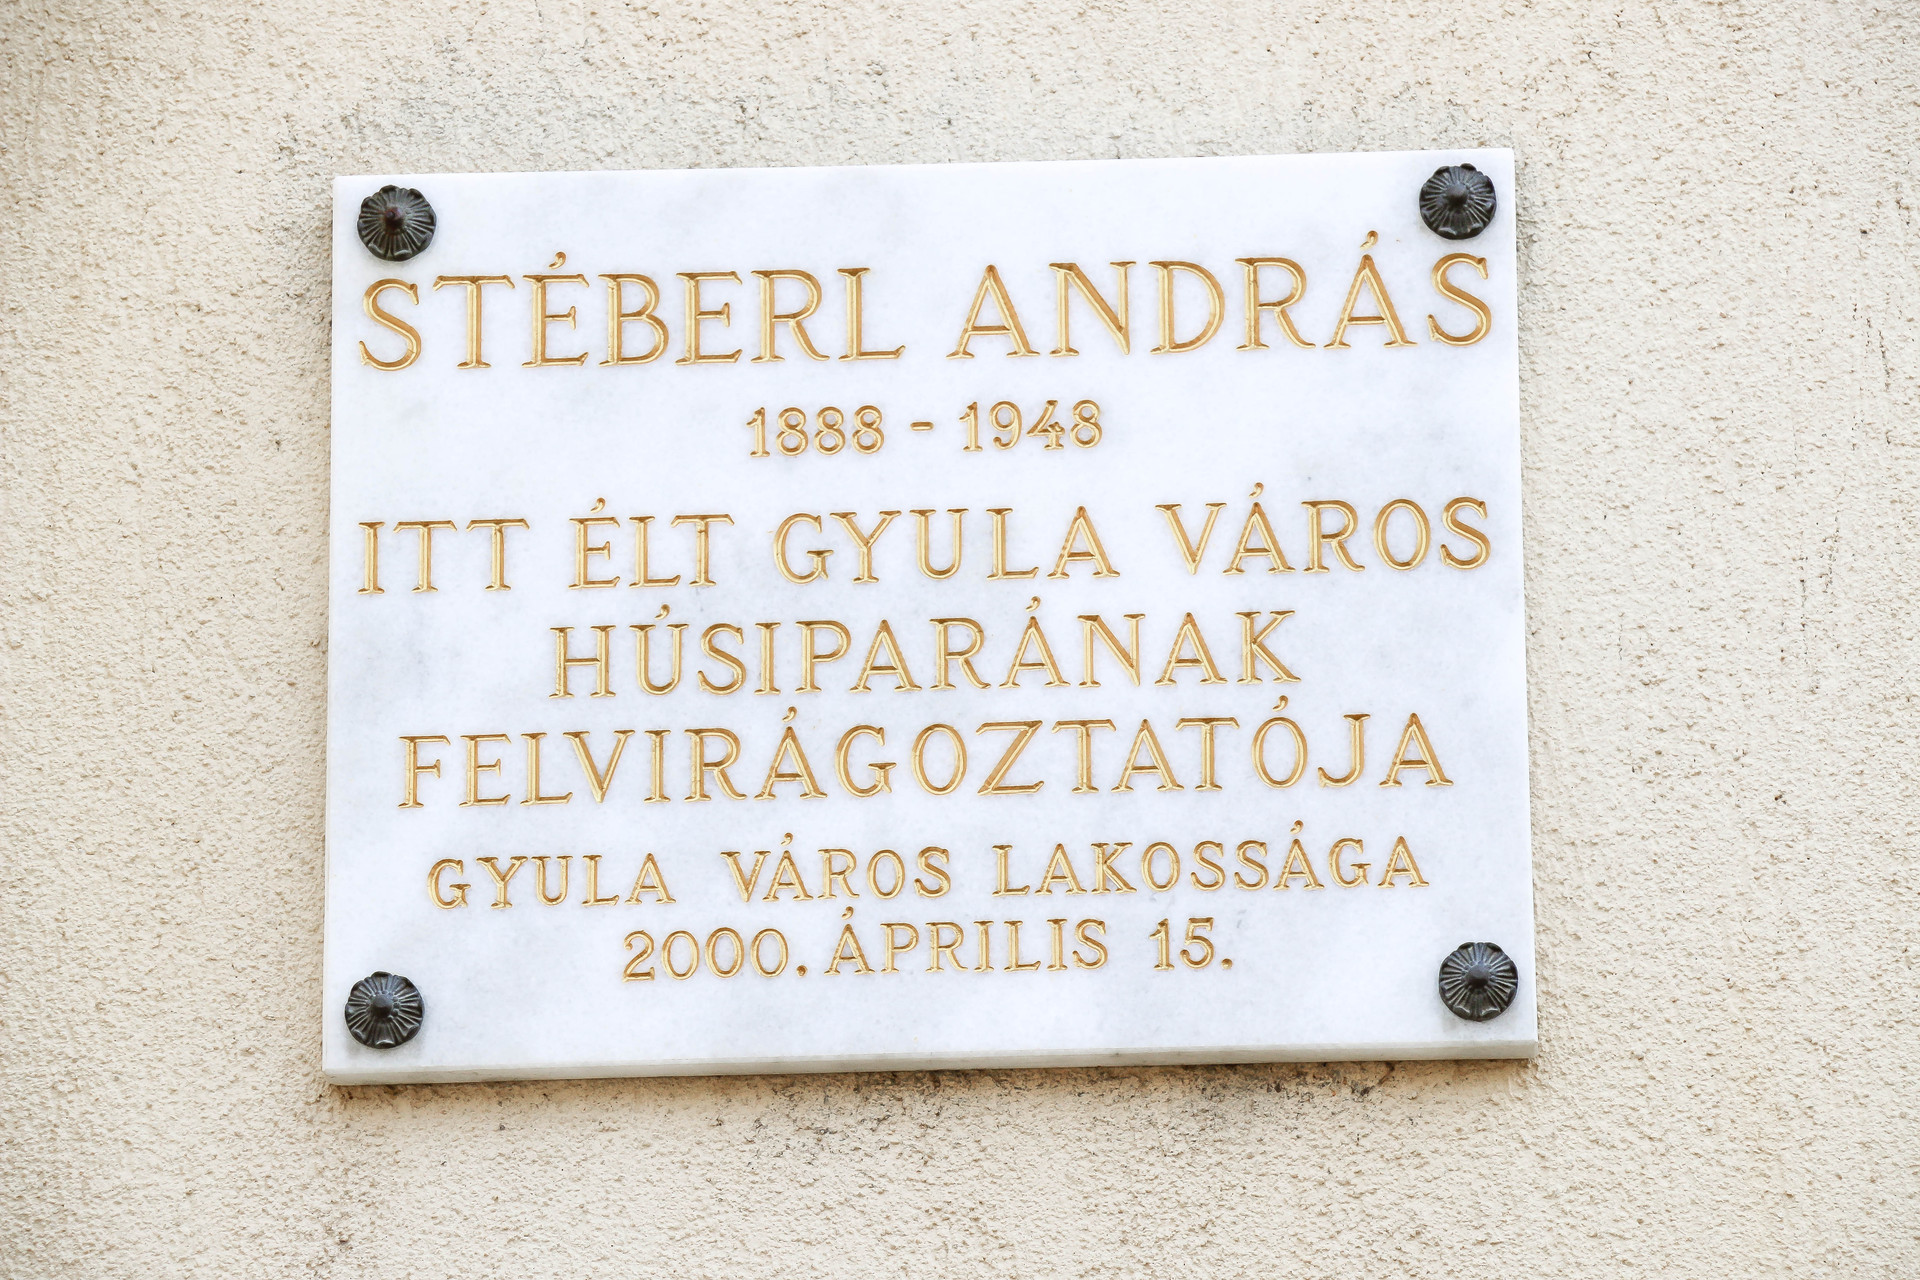 STÉBERL ANDRÁS
1888 - 1948
ITT ÉLT GYULA VÁROS
HÚSIPARÁNAK
FELVIRÁGOZTATÓJA
GYULA VÁROS LAKOSSÁGA
2000. ÁPRILIS 15.